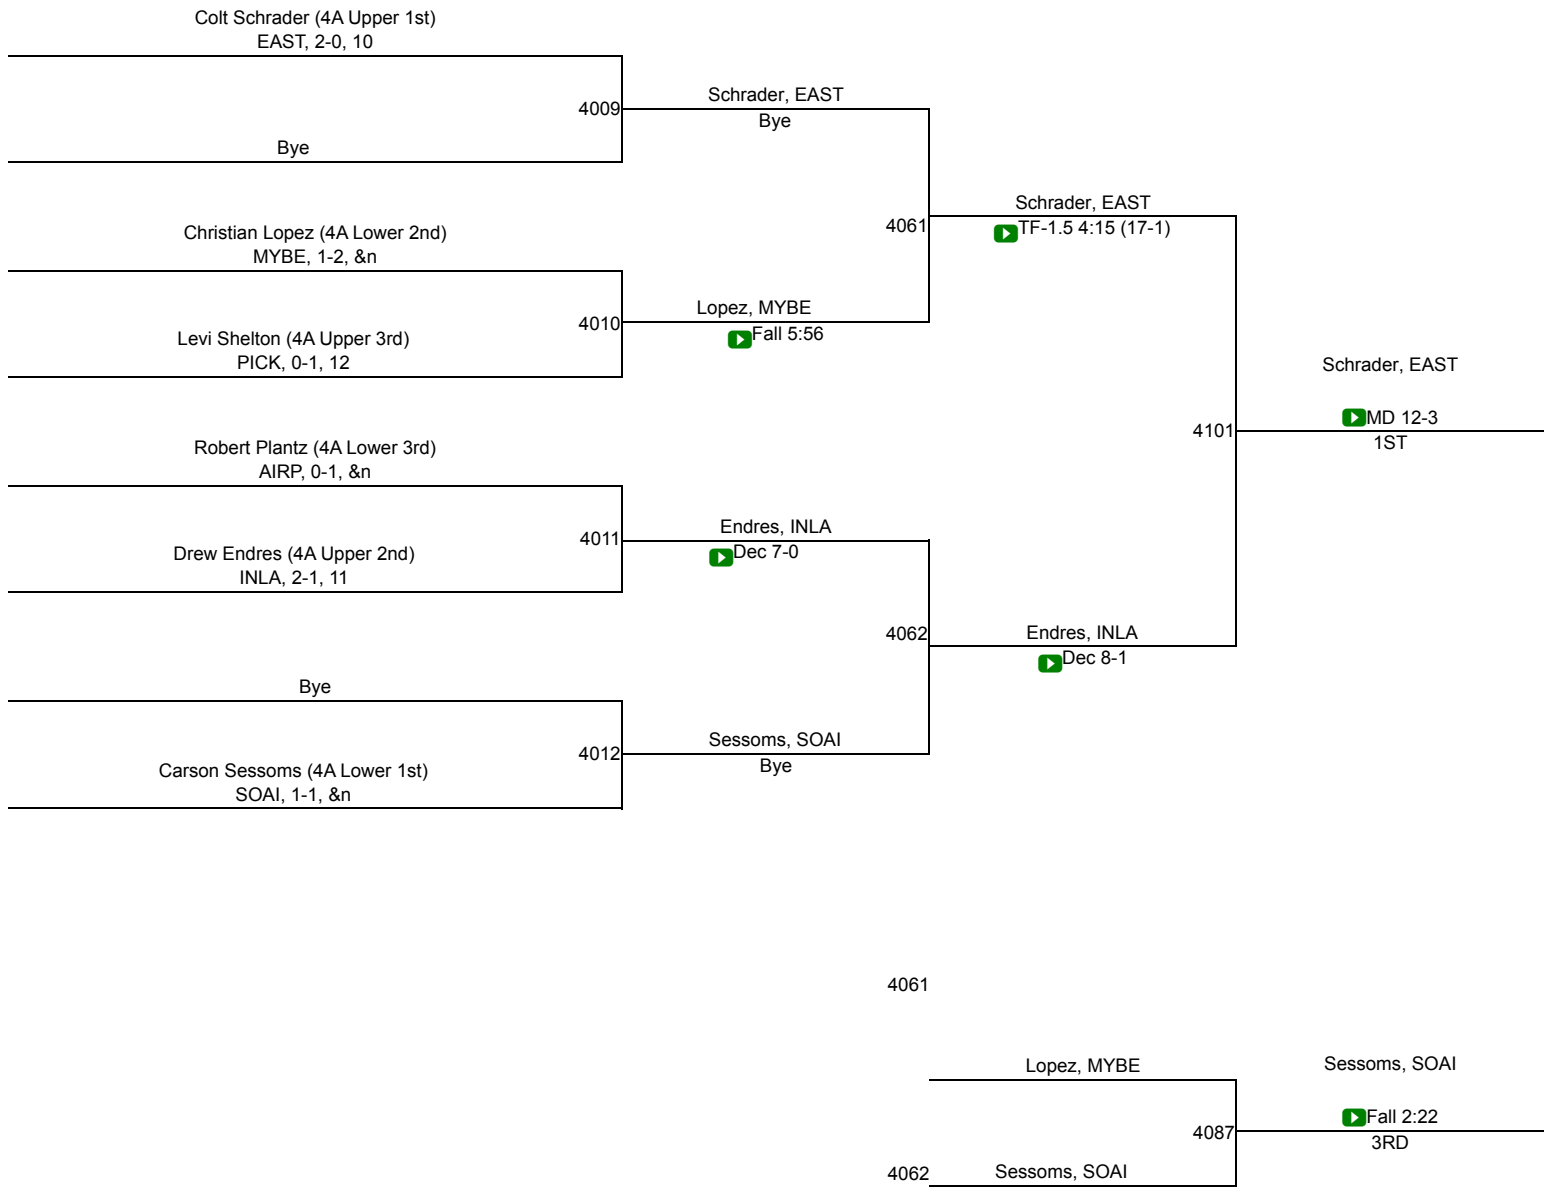 Colt Schrader (4A Upper 1st)
EAST, 2-0, 10
4009
Schrader, EAST
Bye
Bye
Schrader, EAST
TF-1.5 4:15 (17-1)
4061
Christian Lopez (4A Lower 2nd)
MYBE, 1-2, &n
Lopez, MYBE
4010
Fall 5:56
Levi Shelton (4A Upper 3rd)
PICK, 0-1, 12
Schrader, EAST
MD 12-3
4101
1ST
Robert Plantz (4A Lower 3rd)
AIRP, 0-1, &n
Endres, INLA
4011
Dec 7-0
Drew Endres (4A Upper 2nd)
INLA, 2-1, 11
4062
Endres, INLA
Dec 8-1
Bye
Sessoms, SOAI
4012
Bye
Carson Sessoms (4A Lower 1st)
SOAI, 1-1, &n
4061
Lopez, MYBE
Sessoms, SOAI
Fall 2:22
4087
3RD
4062
Sessoms, SOAI